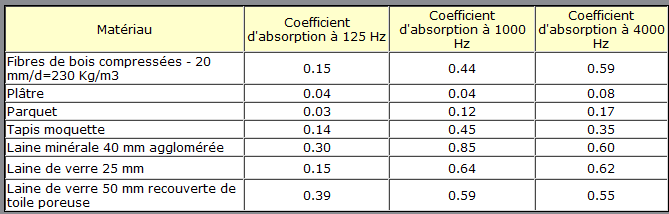 Matériau
Coefficient
d'absorption à 125 Hz
Coefficient
d'absorption à 1000
Hz
Coefficient
d'absorption à 4000
Hz
Fibres de bois compressées - 20
mm/d=230 Kg/m3
0.15
0.44
0.59
Plâtre
0.04
0.04
0.08
Parquet
0.03
0.12
0.17
Tapis moquette
0.14
0.45
0.35
Laine minérale 40 mm agglomérée
0.30
0.85
0.60
Laine de verre 25 mm
0.15
0.64
0.62
Laine de verre 50 mm recouverte de
toile poreuse
0.39
0.59
0.55